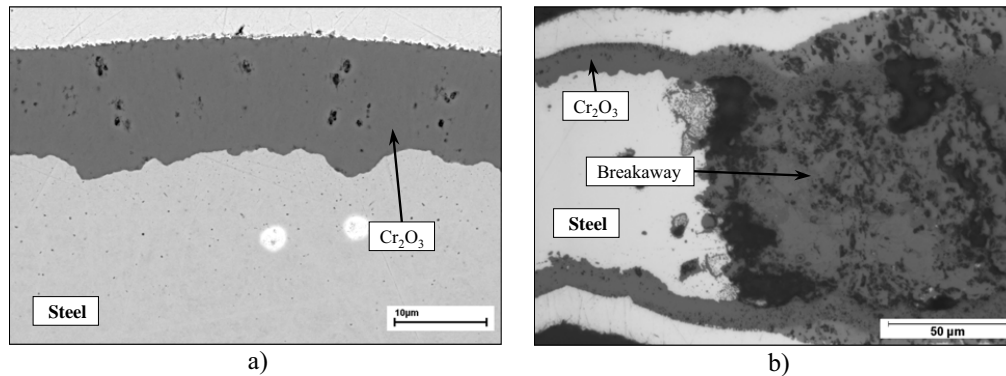 Cr₂O₃
Steel
10µm
a)
Cr₂O₃
Breakaway
Steel
50 µm
b)